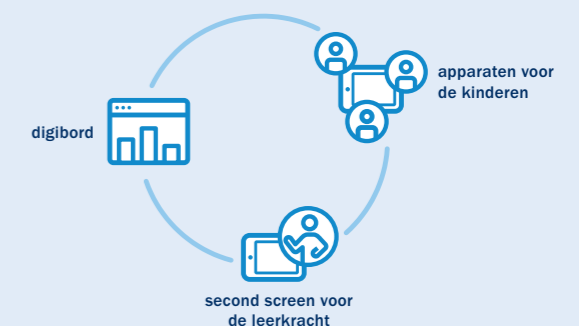 apparaten voor
de kinderen
digibord
second screen voor
de leerkracht